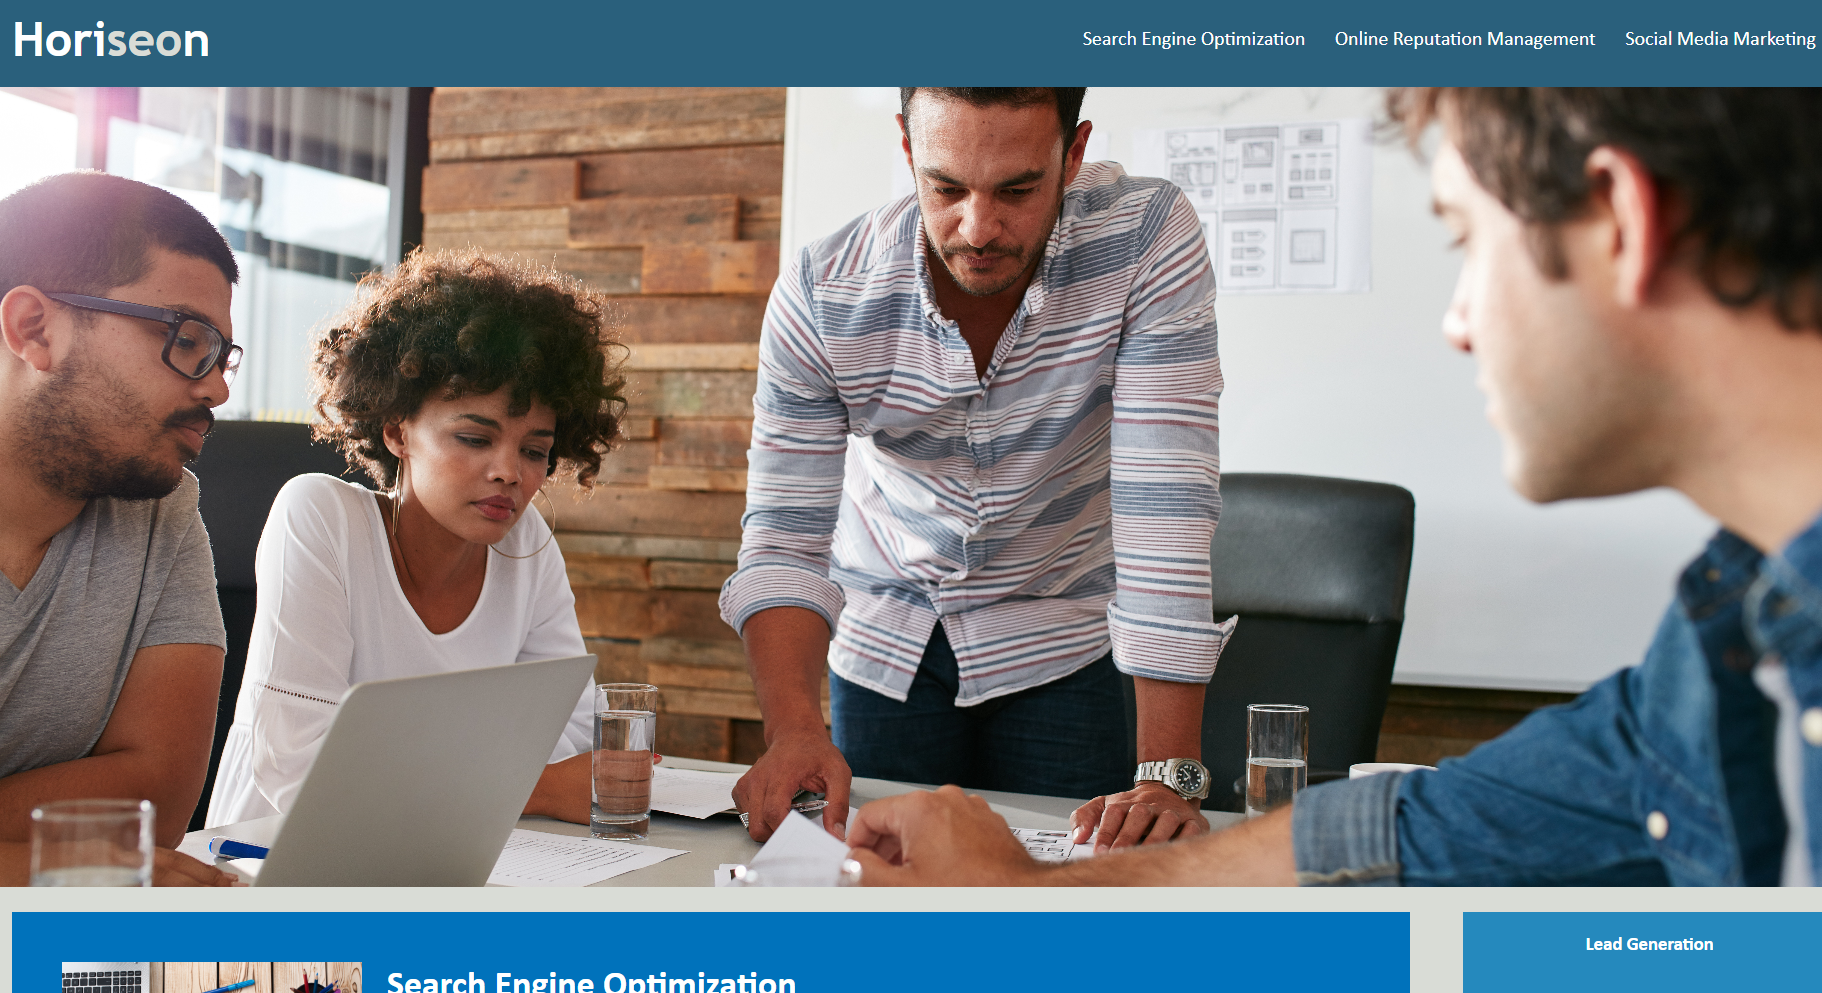 Horiseon
Search Engine Optimization
Online Reputation Management
Social Media Marketing
Search Engine Optimization
Lead Generation